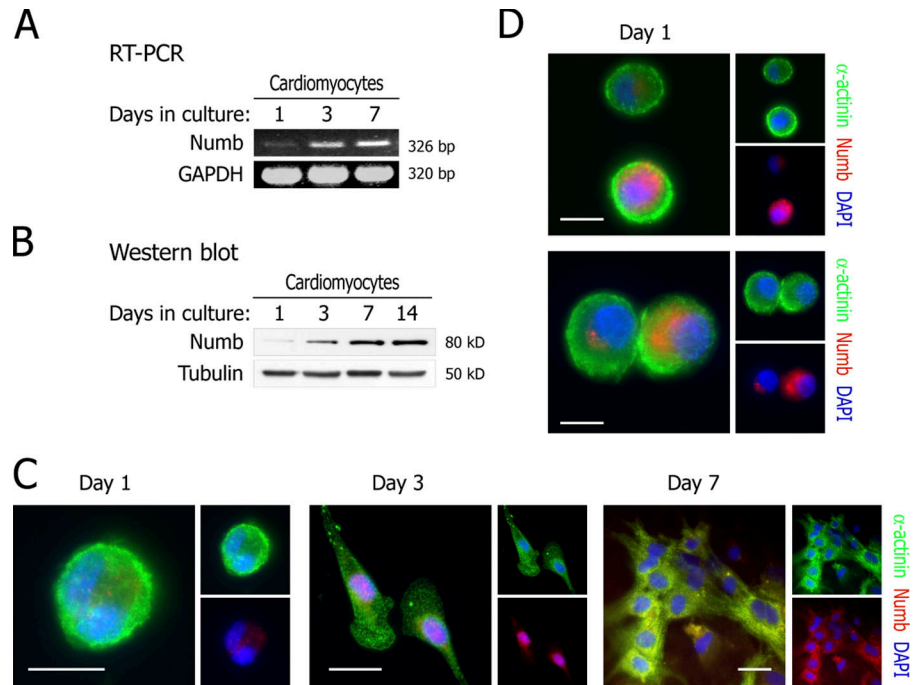 A
RT-PCR
Cardiomyocytes
Days in culture: 1 3 7
Numb 326 bp
GAPDH 320 bp
B
Western blot
Cardiomyocytes
Days in culture: 1 3 7 14
Numb 80 kD
Tubulin 50 kD
C
Day 1
Day 3
Day 7
α-actinin Numb DAPI
D
Day 1
α-actinin Numb DAPI
α-actinin Numb DAPI